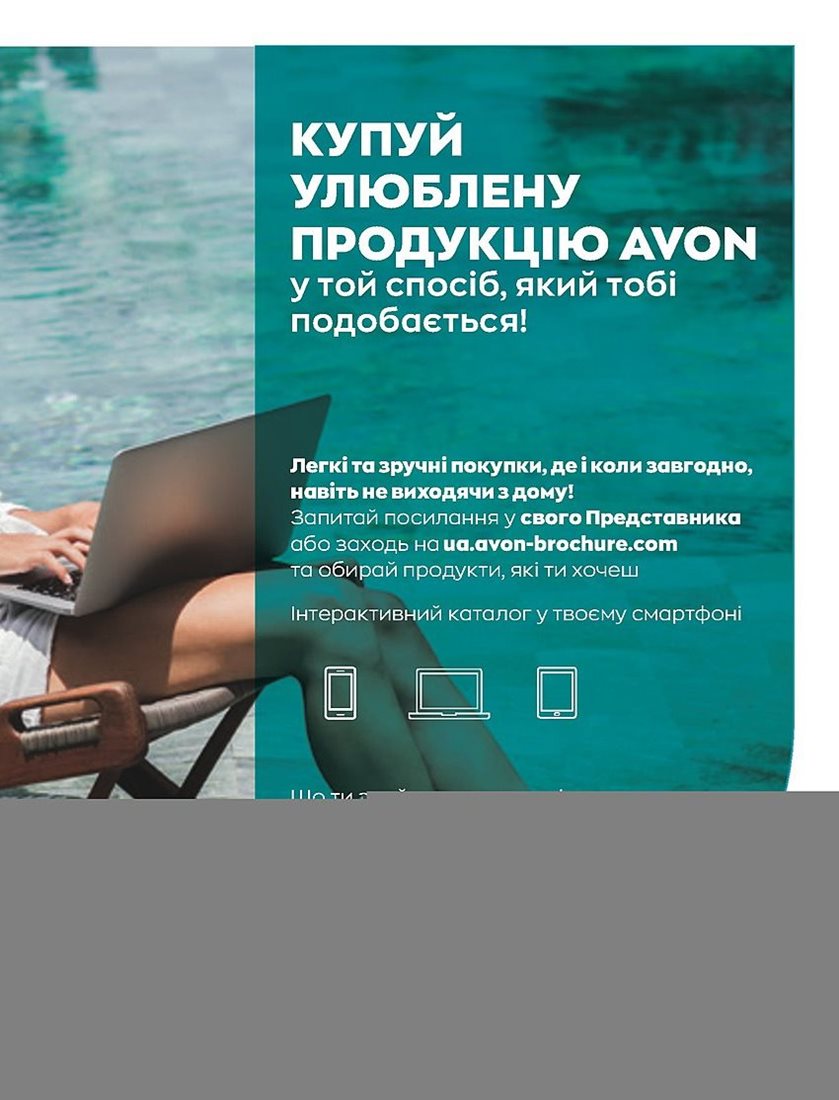 КУПУЙ
УЛЮБЛЕНУ
ПРОДУКЦІЮ AVON
у той спосіб, який тобі
подобається!
Легкі та зручні покупки, де і коли завгодно,
навіть не виходячи з дому!
Запитай посилання у свого Представника
або заходь на ua.avon-brochure.com
та обирай продукти, які ти хочеш
Інтерактивний каталог у твоєму смартфоні
Що ти